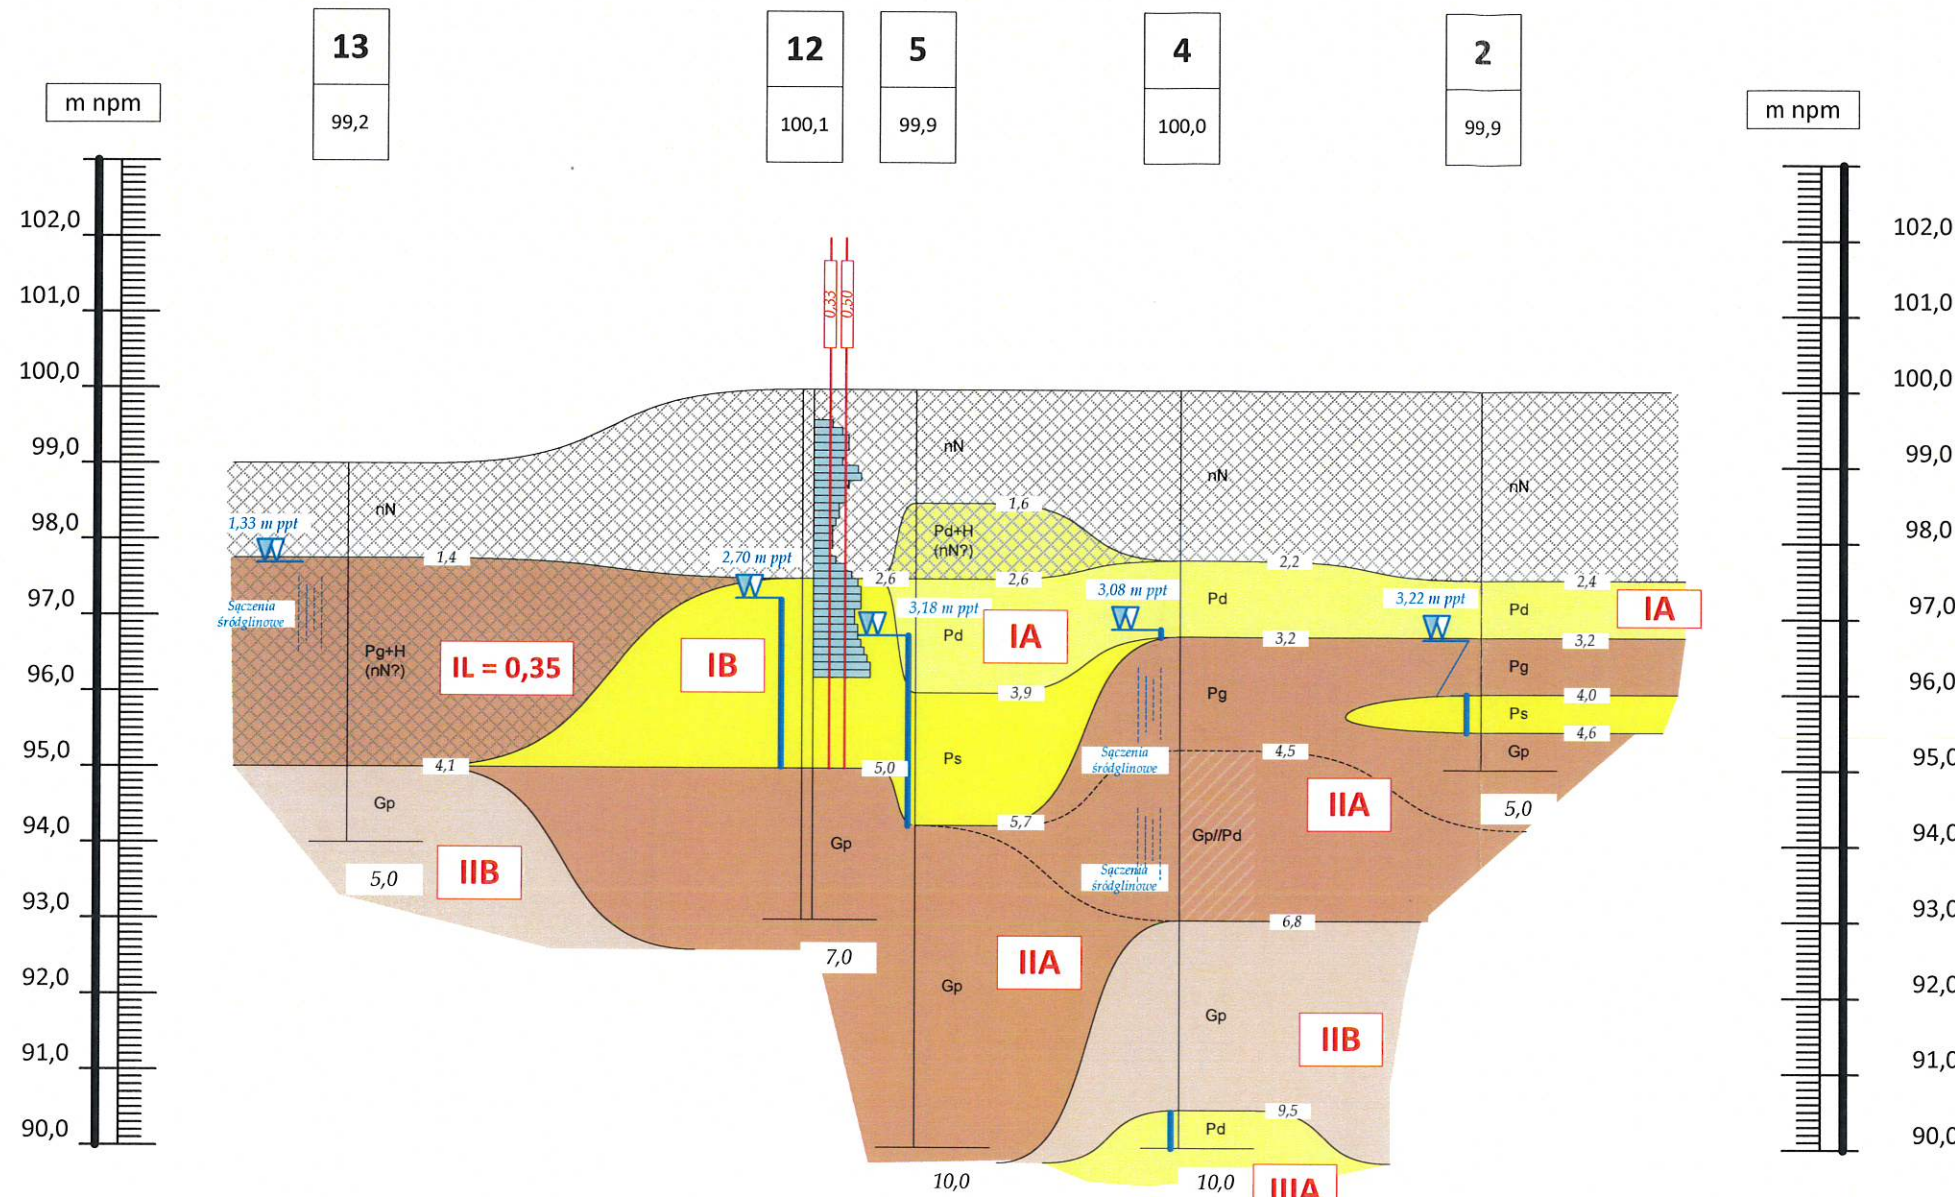 13
12
5
4
2
m npm
99,2
100,1
99,9
100,0
99,9
m npm
102,0
101,0
100,0
99,0
98,0
97,0
96,0
95,0
94,0
93,0
92,0
91,0
90,0
0,33
0,50
nN
nN
nN
nN
1,33 m ppt
1,4
Sączenia
śródglinowe
Pg+H
(nN?)
IL = 0,35
4,1
Gp
5,0
IIB
2,70 m ppt
IB
2,6
5,0
Gp
7,0
1,6
Pd+H
(nN?)
2,6
3,18 m ppt
Pd
IA
3,9
Ps
5,7
IIA
Gp
10,0
2,2
3,08 m ppt
Pd
3,2
Pg
Sączenia
śródglinowe
4,5
IIA
Gp//Pd
Sączenia
śródglinowe
6,8
Gp
IIB
9,5
Pd
10,0
IIIA
2,4
3,22 m ppt
Pd
IA
3,2
Pg
4,0
Ps
4,6
Gp
5,0
102,0
101,0
100,0
99,0
98,0
97,0
96,0
95,0
94,0
93,0
92,0
91,0
90,0